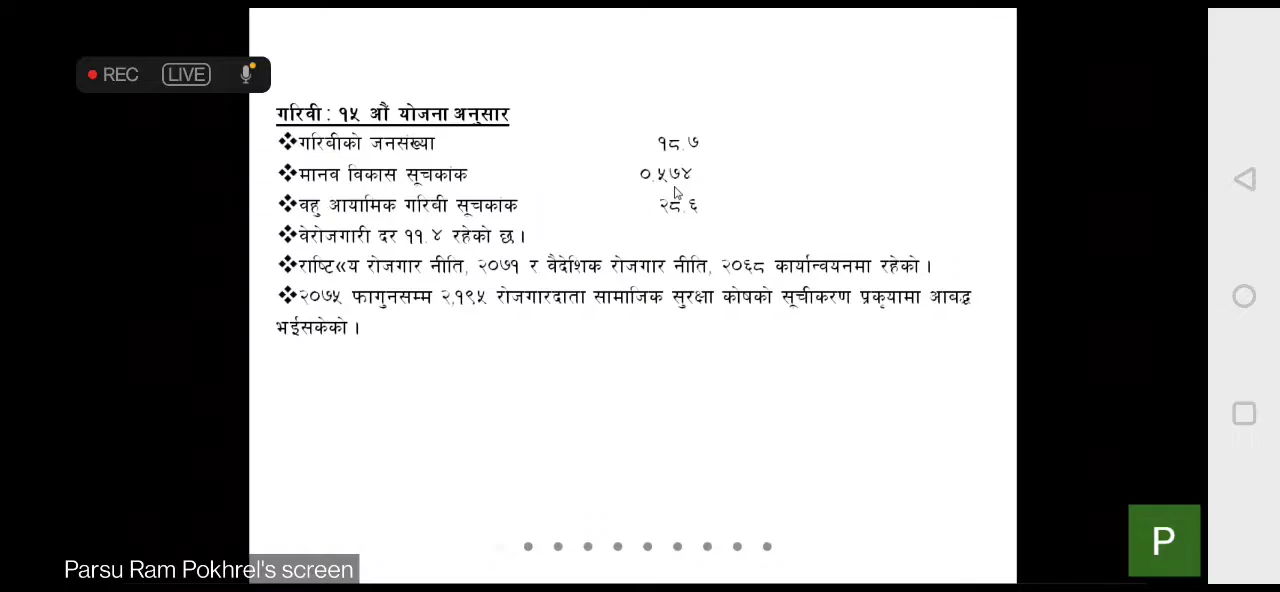 REC LIVE
गरिवी : १५ औं योजना अनुसार
❖गरिवीको जनसंख्या १८.७
❖मानव विकास सूचकांक ०.५७४
❖वहु आयामिक गरिवी सूचकाक २८.६
❖वेरोजगारी दर ११.४ रहेको छ।
❖राष्टि«य रोजगार नीति, २०७१ र वैदेशिक रोजगार नीति, २०६८ कार्यान्वयनमा रहेको।
❖२०७५ फागुनसम्म २,१९५ रोजगारदाता सामाजिक सुरक्षा कोषको सूचीकरण प्रकृयामा आवद्ध
भईसकेको।
P
Parsu Ram Pokhrel's screen